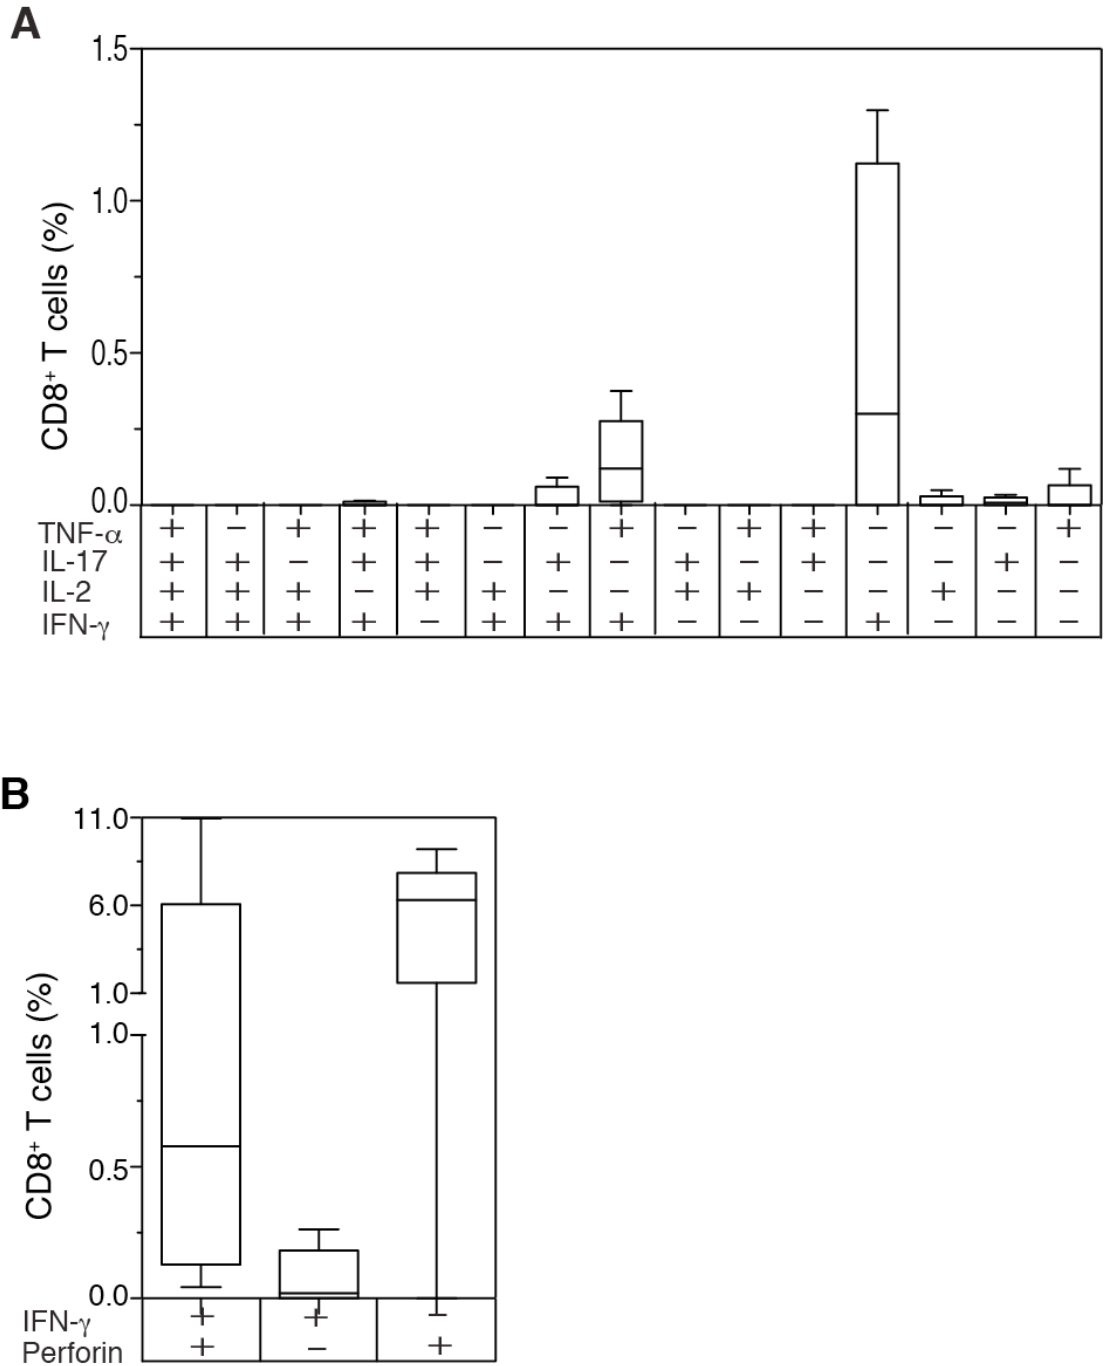 A
1.5
1.0
0.5
0.0
CD8+ T cells (%)
TNF-α + − + + + − − + − + + − − − +
IL-17 + + − + + − + − + − + − − + −
IL-2 + + + − + + − − + + − − + − −
IFN-γ + + + + − + + + − − − + − − −
B
11.0
6.0
1.0
1.0
0.5
0.0
CD8+ T cells (%)
IFN-γ + + −
Perforin + − +